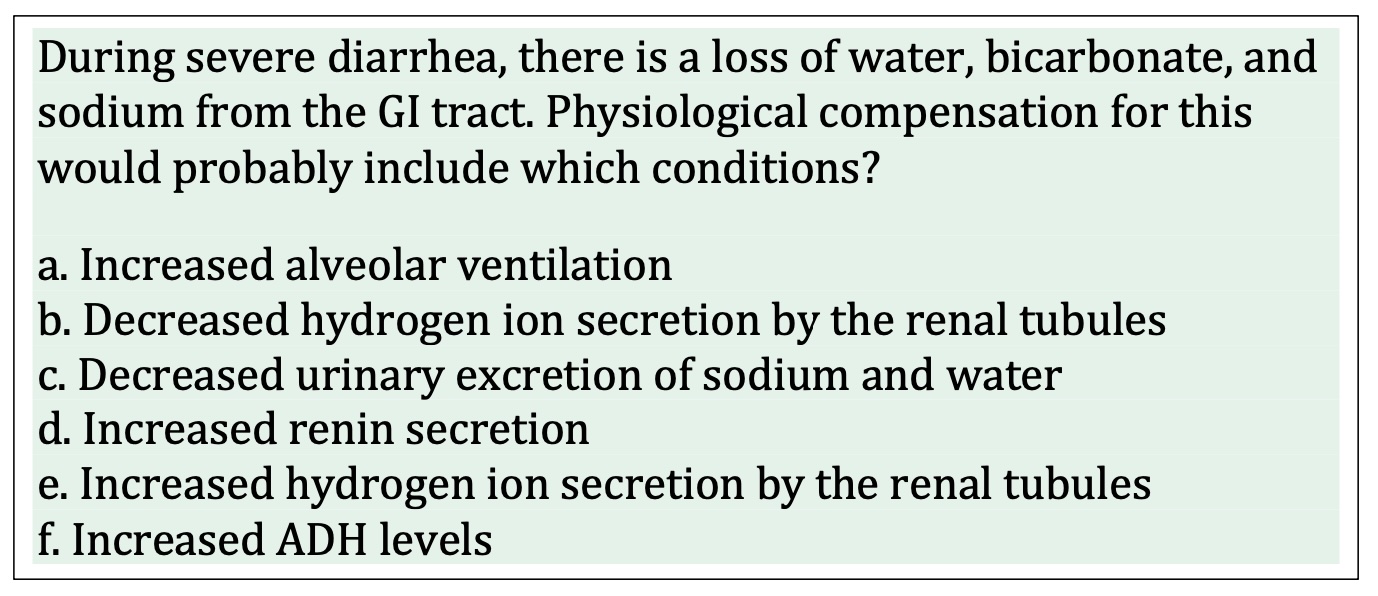 During severe diarrhea, there is a loss of water, bicarbonate, and
sodium from the GI tract. Physiological compensation for this
would probably include which conditions?
a. Increased alveolar ventilation
b. Decreased hydrogen ion secretion by the renal tubules
c. Decreased urinary excretion of sodium and water
d. Increased renin secretion
e. Increased hydrogen ion secretion by the renal tubules
f. Increased ADH levels